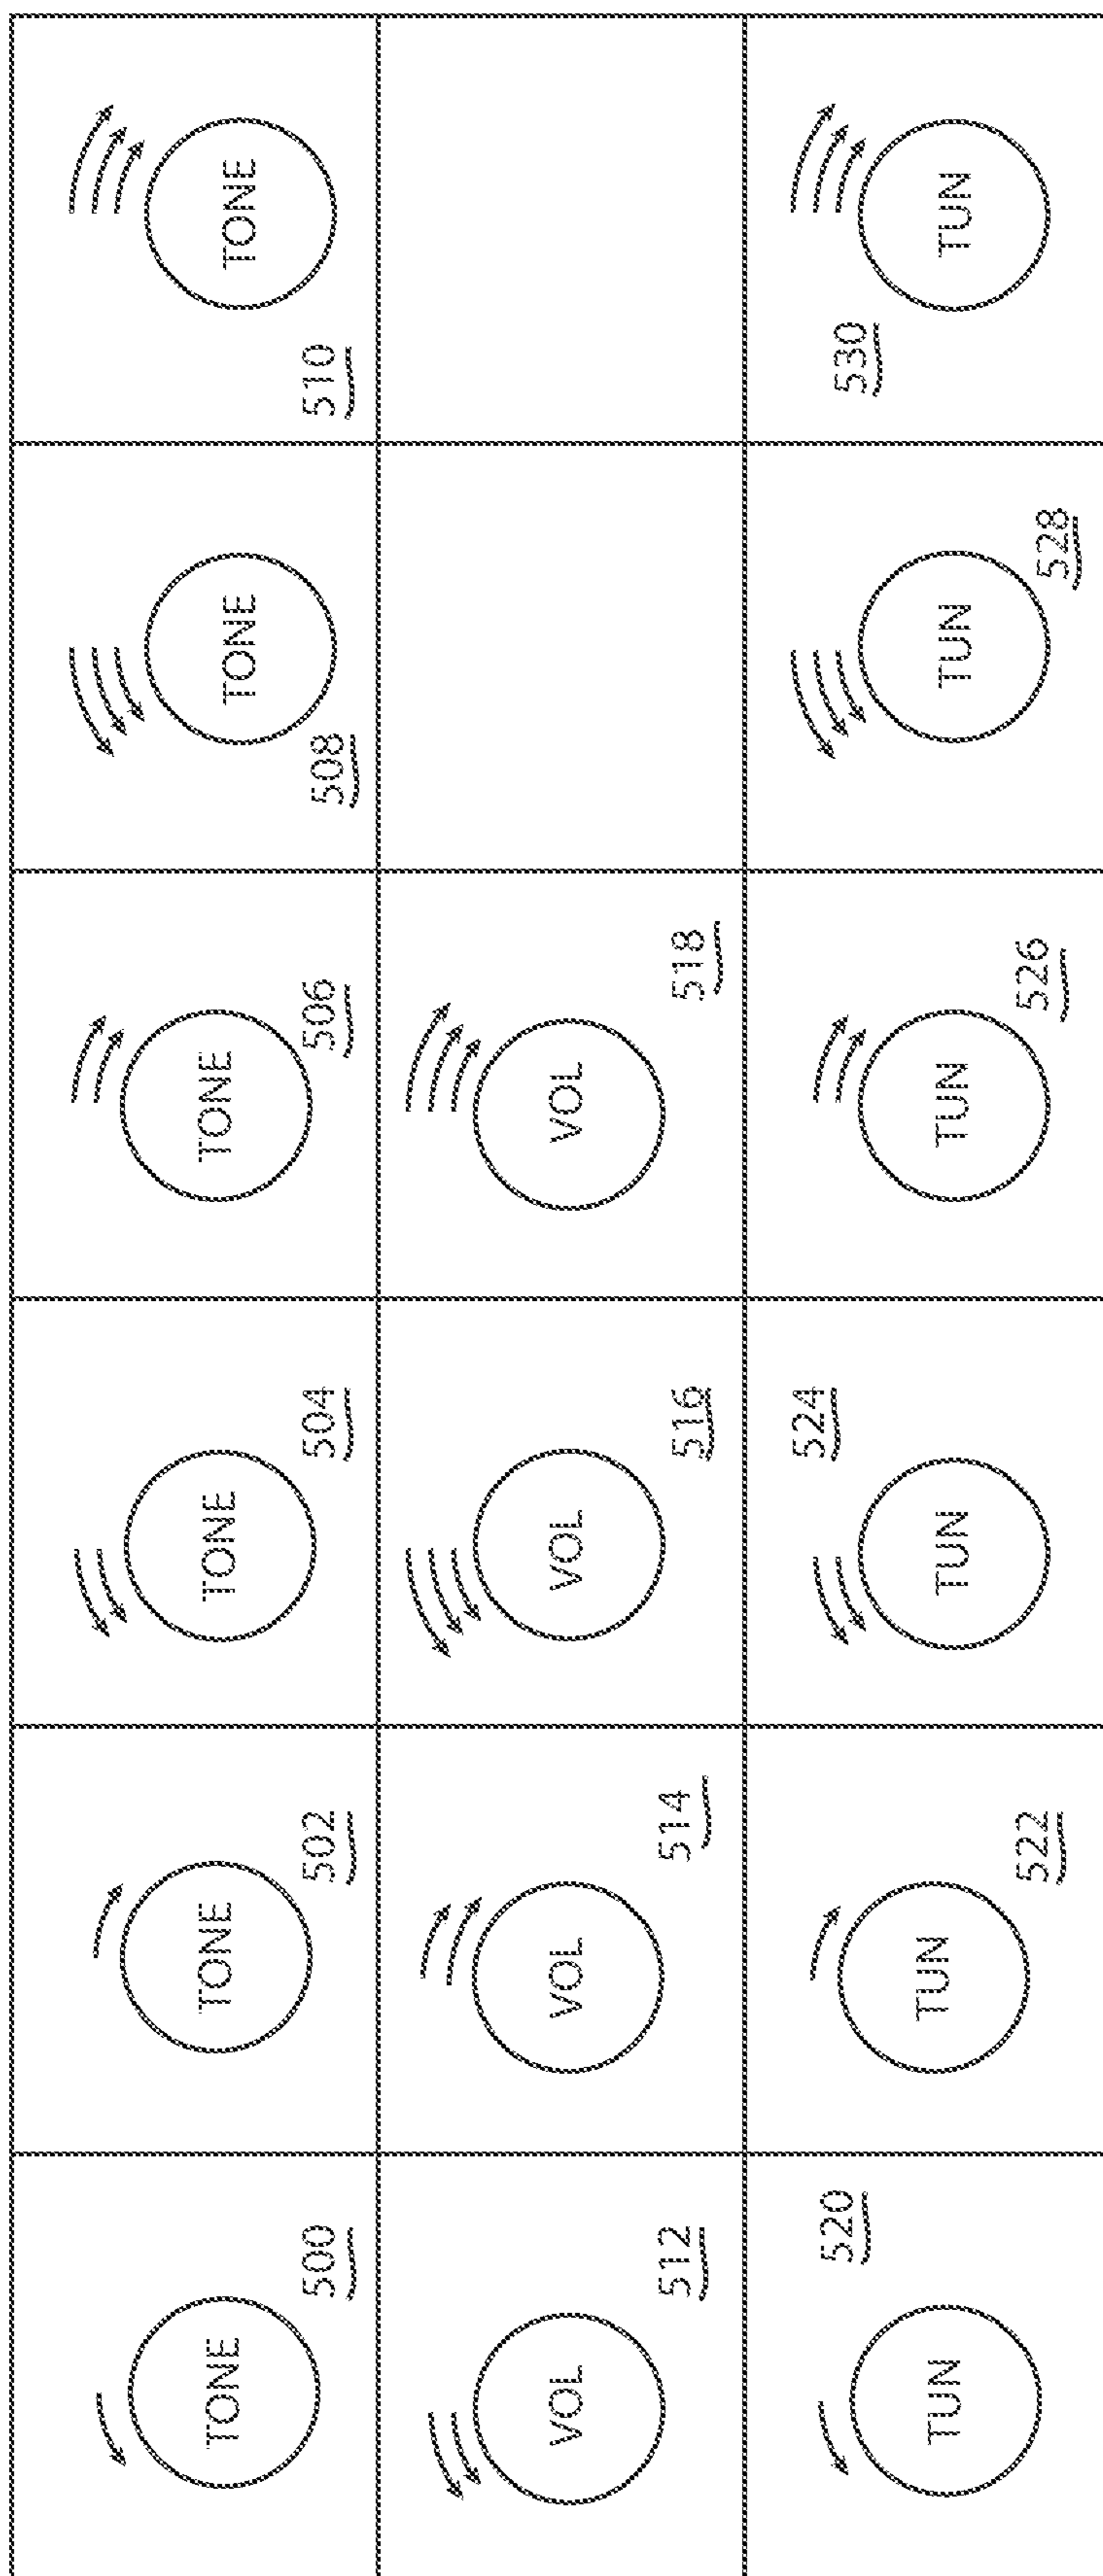 TONE
500
TONE
502
TONE
504
TONE
506
TONE
508
TONE
510
VOL
512
VOL
514
VOL
516
VOL
518
TUN
520
TUN
522
TUN
524
TUN
526
TUN
528
TUN
530